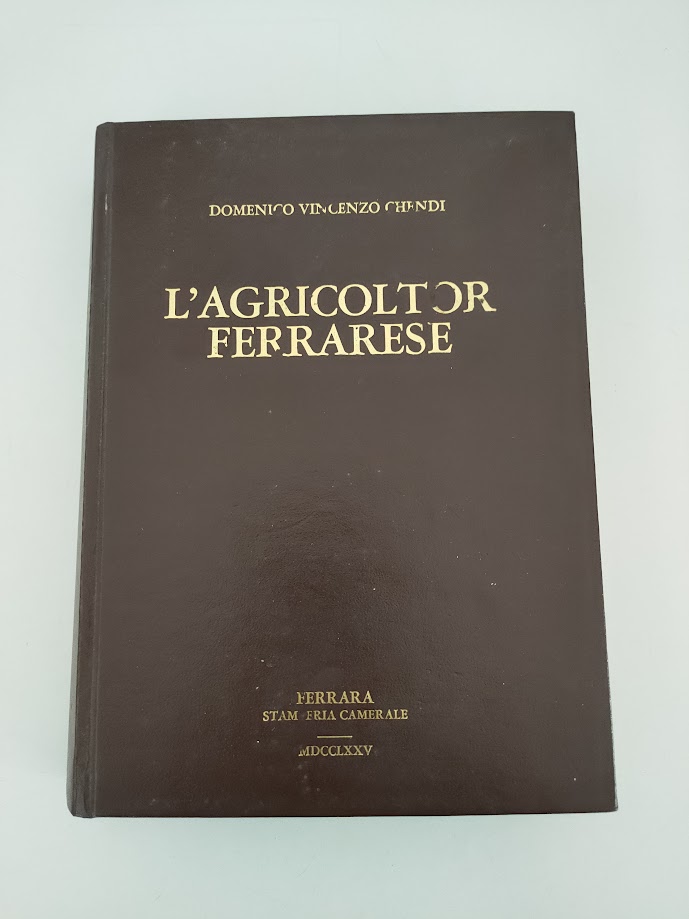 DOMENICO VINCENZO CHENDI
L'AGRICOLTOR
FERRARESE
FERRARA
STAMPERIA CAMERALE
MDCCLXXV